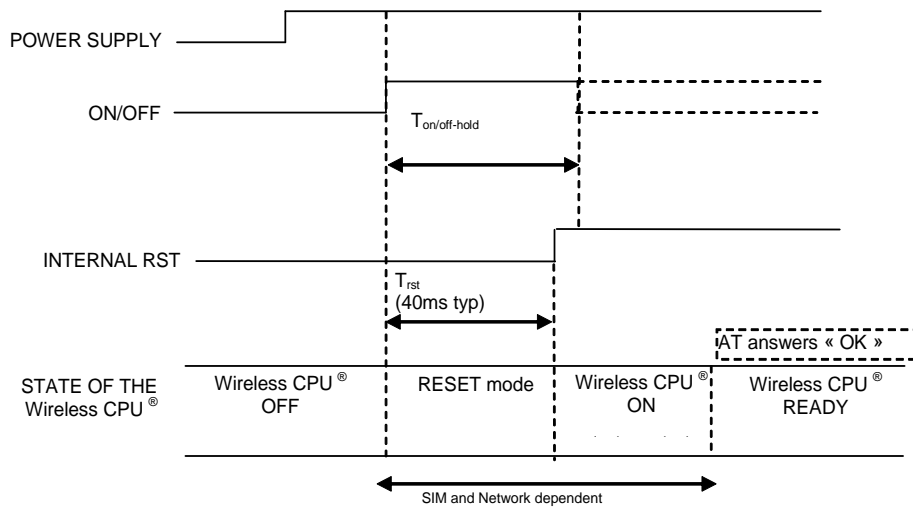 POWER SUPPLY
ON/OFF
Ton/off-hold
INTERNAL RST
Trst
(40ms typ)
AT answers « OK »
STATE OF THE
Wireless CPU ®
Wireless CPU ®
OFF
RESET mode
Wireless CPU ®
ON
Wireless CPU ®
READY
SIM and Network dependent